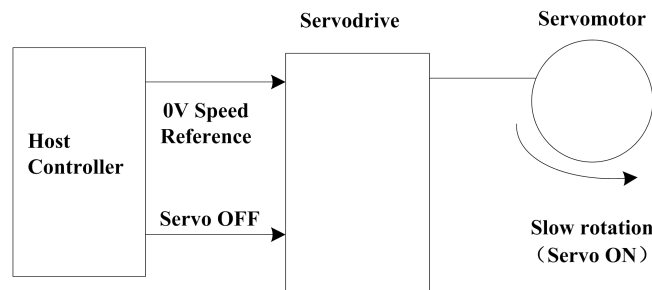 Servodrive
Servomotor
0V Speed
Reference
Host
Controller
Servo OFF
Slow rotation
（Servo ON）